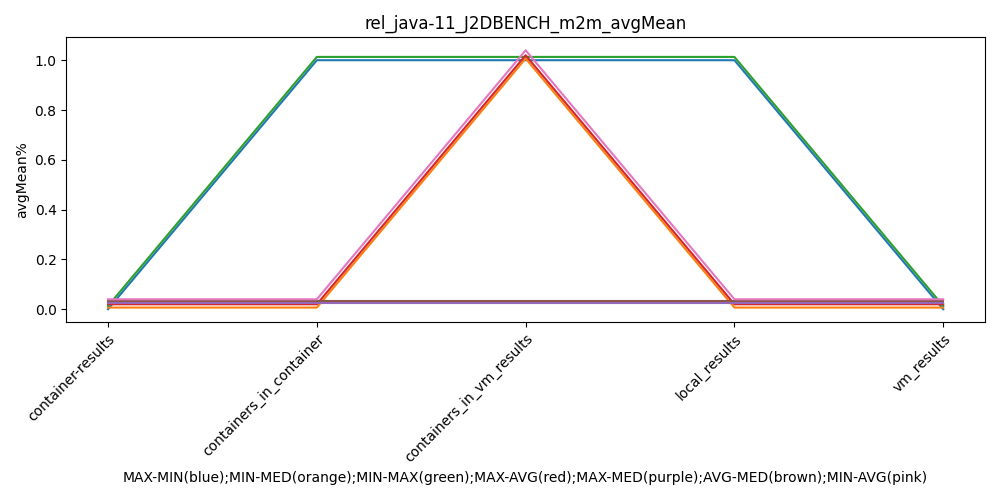 rel_java-11_J2DBENCH_m2m_avgMean
avgMean%
1.0
0.8
0.6
0.4
0.2
0.0
container-results
containers_in_container
containers_in_vm_results
local_results
vm_results
MAX-MIN(blue);MIN-MED(orange);MIN-MAX(green);MAX-AVG(red);MAX-MED(purple);AVG-MED(brown);MIN-AVG(pink)